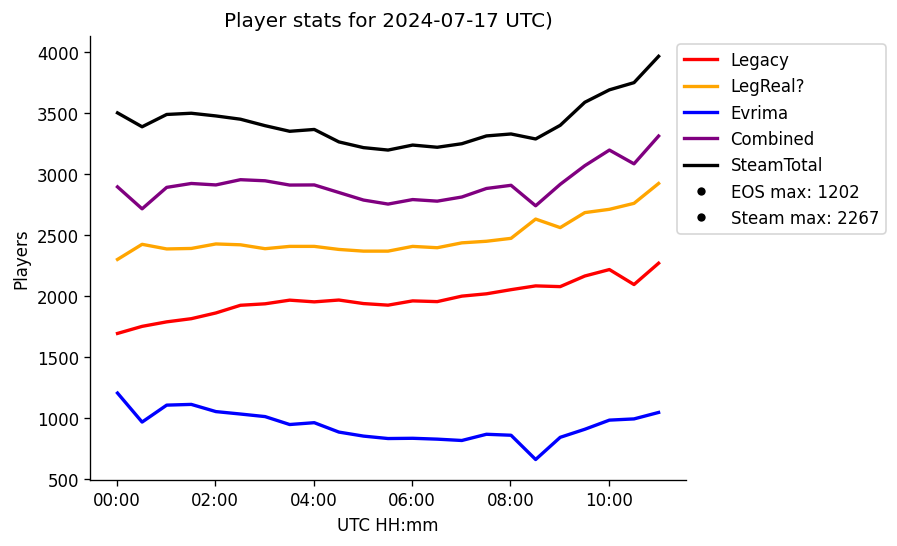 Player stats for 2024-07-17 UTC)
4000
3500
3000
2500
2000
1500
1000
500
Players
00:00
02:00
04:00
06:00
08:00
10:00
UTC HH:mm
Legacy
LegReal?
Evrima
Combined
SteamTotal
EOS max: 1202
Steam max: 2267